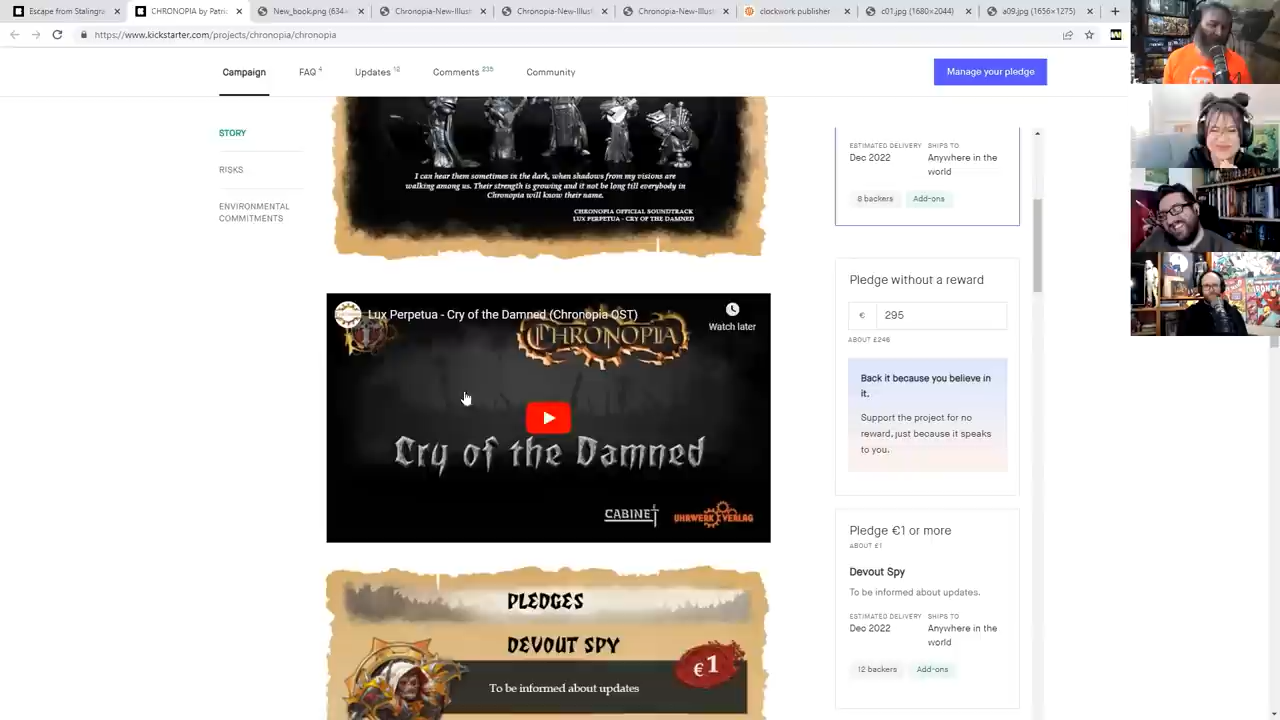 Escape from Stalingra
CHRONOPIA by Patria
New_book.png (634
Chronopia-New-Illust
Chronopia-New-Illust
Chronopia-New-Illust
clockwork publisher
c01.jpg (1680×2044)
a09.jpg (1656×1275)
https://www.kickstarter.com/projects/chronopia/chronopia
Campaign
FAQ 4
Updates 12
Comments 235
Community
Manage your pledge
STORY
RISKS
ENVIRONMENTAL
COMMITMENTS
I can hear them sometimes in the dark, when shadows from my visions are
walking among us. Their strength is growing and it not be long till everybody in
Chronopia will know their name.
CHRONOPIA OFFICIAL SOUNDTRACK
LUX PERPETUA - CRY OF THE DAMNED
Lux Perpetua - Cry of the Damned (Chronopia OST)
Watch later
CHRONOPIA
Cry of the Damned
CABINET
UHRWERK VERLAG
PLEDGES
DEVOUT SPY
€1
To be informed about updates
ESTIMATED DELIVERY
Dec 2022
SHIPS TO
Anywhere in the
world
8 backers
Add-ons
Pledge without a reward
€
295
ABOUT £246
Back it because you believe in
it.
Support the project for no
reward, just because it speaks
to you.
Pledge €1 or more
ABOUT £1
Devout Spy
To be informed about updates.
ESTIMATED DELIVERY
Dec 2022
SHIPS TO
Anywhere in the
world
12 backers
Add-ons